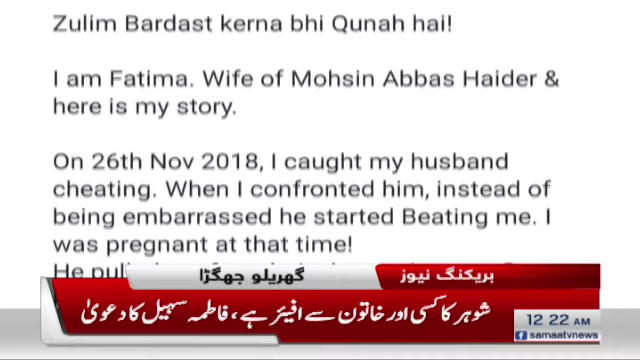 Zulim Bardast kerna bhi Qunah hai!
I am Fatima. Wife of Mohsin Abbas Haider &
here is my story.
On 26th Nov 2018, I caught my husband
cheating. When I confronted him, instead of
being embarrassed he started Beating me. I
was pregnant at that time!
He
گھریلو جھگڑا
بریکنگ نیوز
شوہر کا کسی اور خاتون سے افیئر ہے، فاطمہ سہیل کا دعویٰ
12 22 AM
samaatvnews